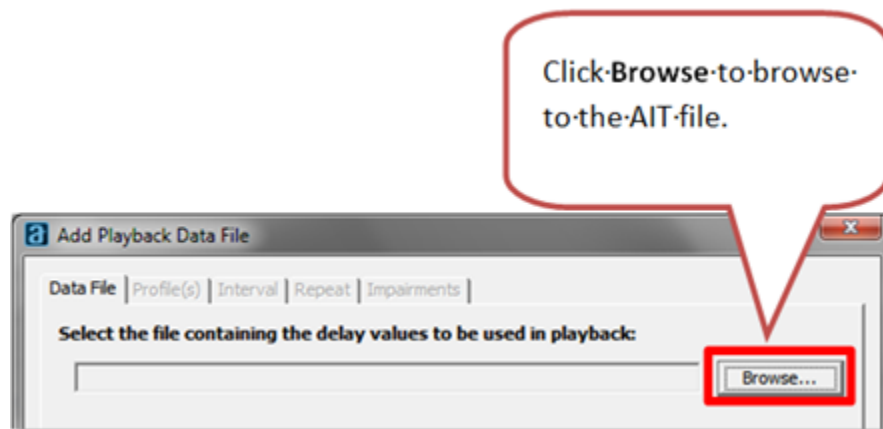 Click·Browse·to·browse·
to·the·AIT·file.
a Add Playback Data File x
Data File Profile(s) Interval Repeat Impairments
Select the file containing the delay values to be used in playback:
Browse...